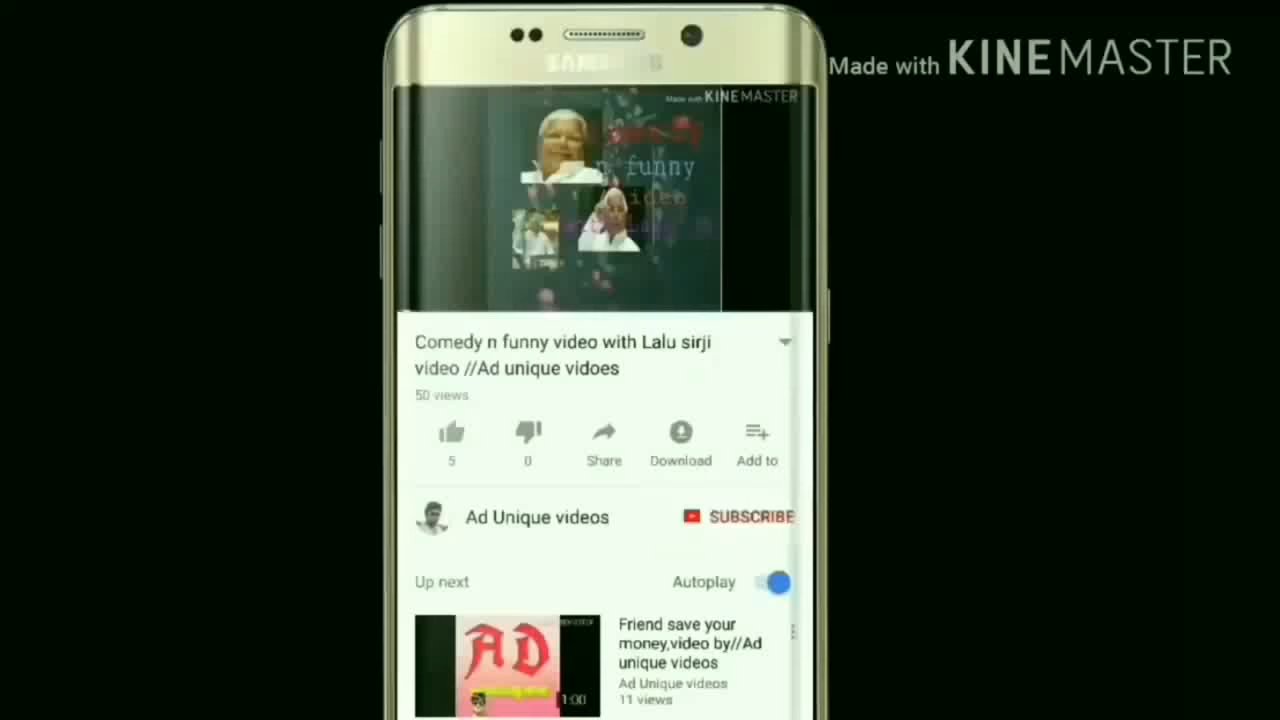 Made with KINEMASTER
SAMSUNG
Made with KINEMASTER
n funny
Comedy n funny video with Lalu sirji
video //Ad unique vidoes
50 views
5
0
Share
Download
Add to
Ad Unique videos
SUBSCRIBE
Up next
Autoplay
Friend save your
money,video by//Ad
unique videos
Ad Unique videos
11 views
AD
1:00